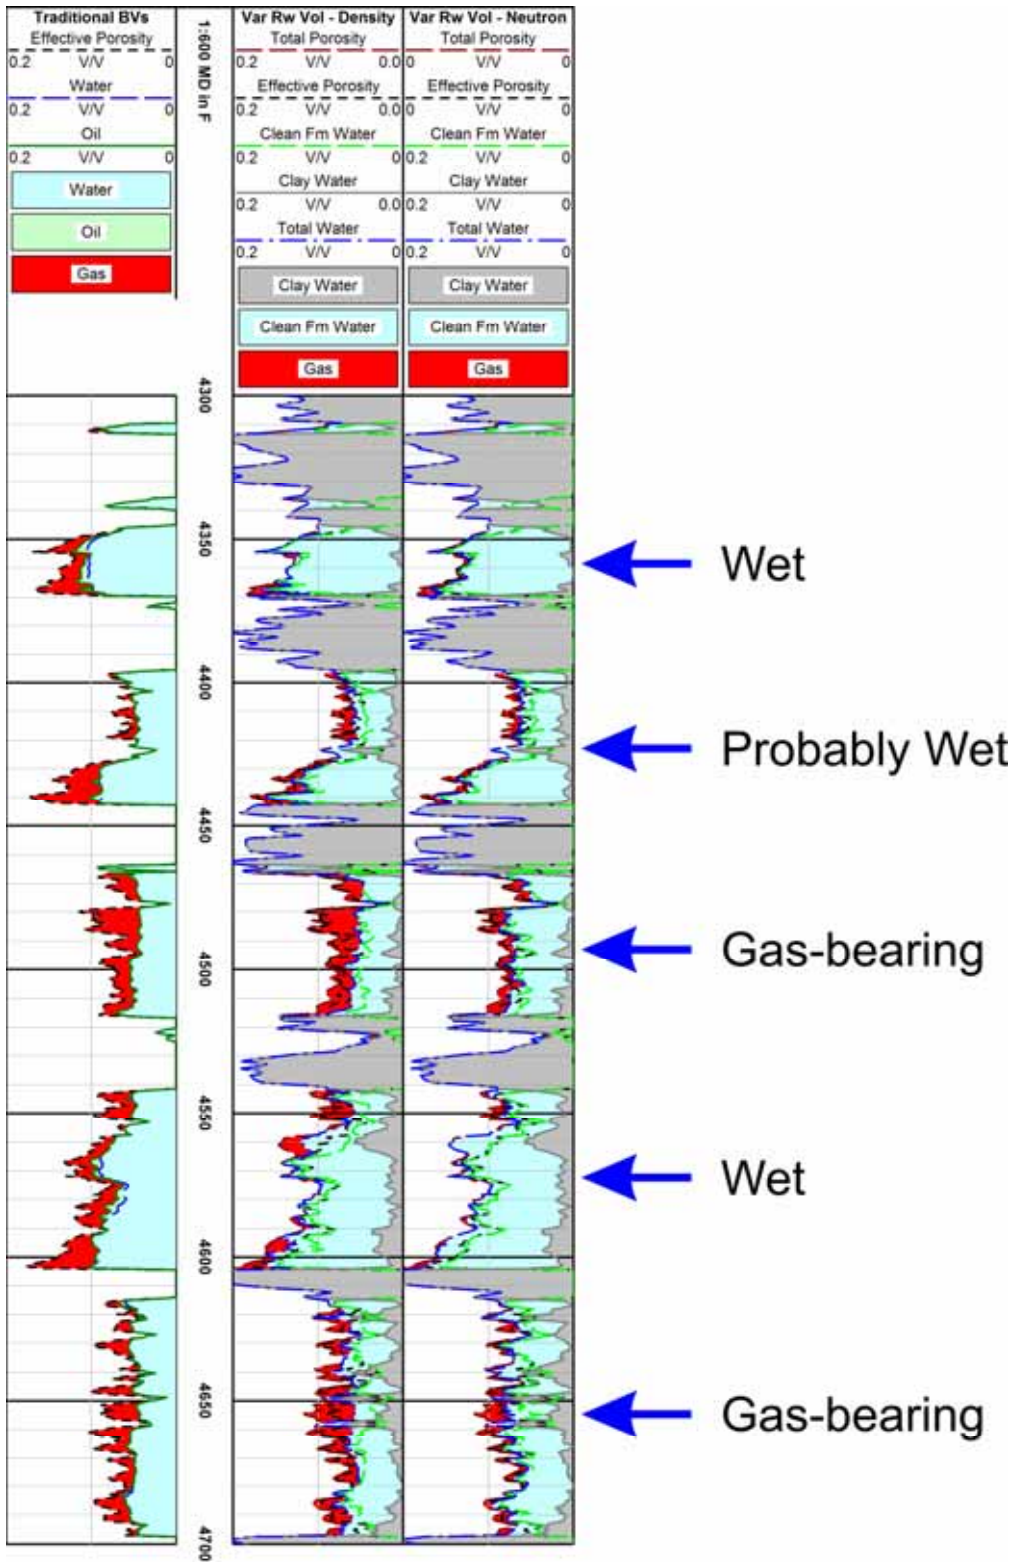 Traditional BVs
Effective Porosity
0.2 V/V 0
Water
0.2 V/V 0
Oil
0.2 V/V 0
Water
Oil
Gas
1:600 MD in F
Var Rw Vol - Density
Total Porosity
0.2 V/V 0.0
Effective Porosity
0.2 V/V 0.0
Clean Fm Water
0.2 V/V 0
Clay Water
0.2 V/V 0.0
Total Water
0.2 V/V 0
Clay Water
Clean Fm Water
Gas
Var Rw Vol - Neutron
Total Porosity
0 V/V 0
Effective Porosity
0 V/V 0
Clean Fm Water
0.2 V/V 0
Clay Water
0.2 V/V 0
Total Water
0.2 V/V 0
Clay Water
Clean Fm Water
Gas
4300
4350
Wet
4400
Probably Wet
4450
4500
Gas-bearing
4550
Wet
4600
4650
Gas-bearing
4700